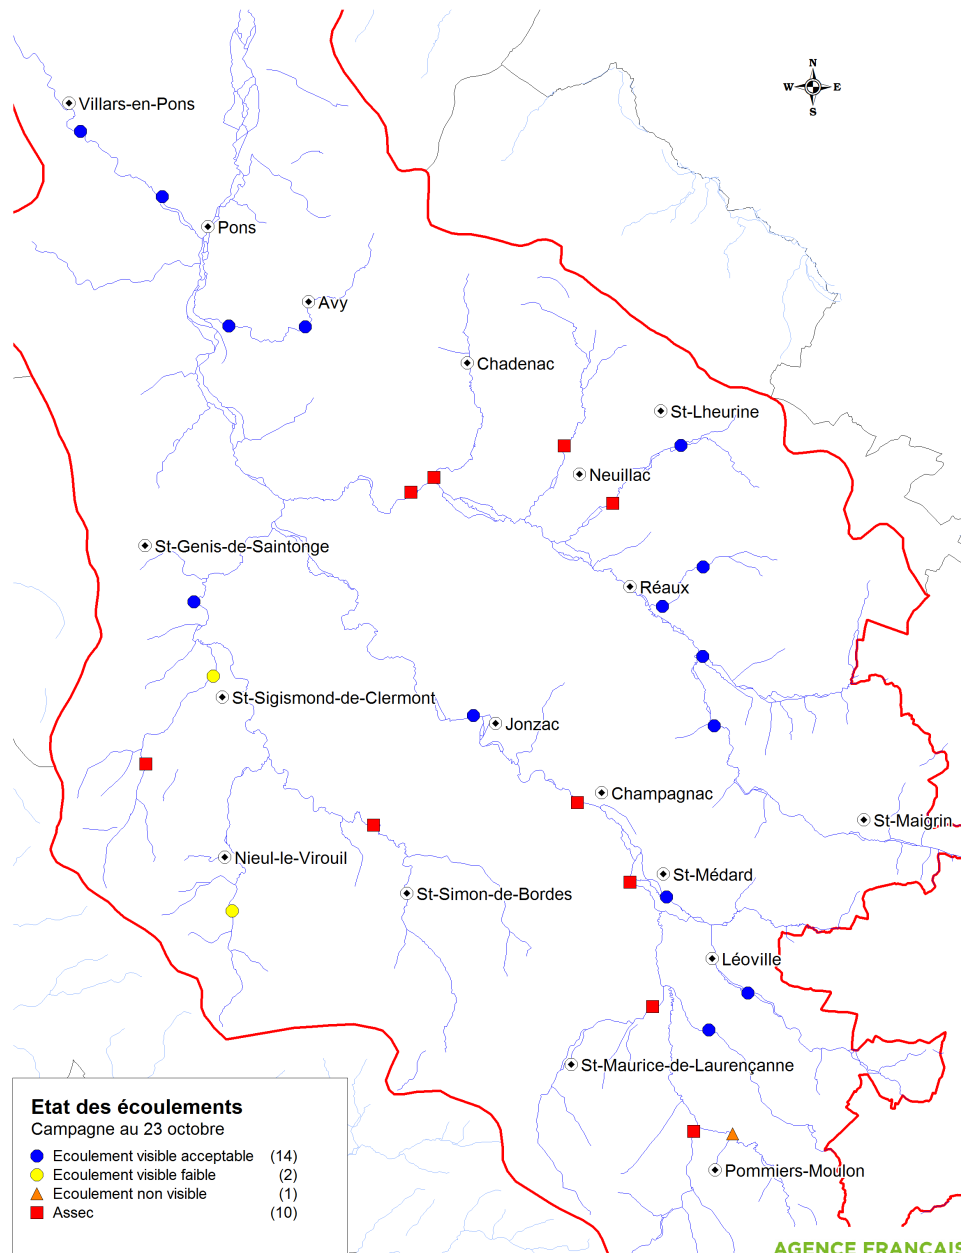 N
W E
S
Villars-en-Pons
Pons
Avy
Chadenac
St-Lheurine
Neuillac
St-Genis-de-Saintonge
Réaux
St-Sigismond-de-Clermont
Jonzac
Champagnac
St-Maigrin
Nieul-le-Virouil
St-Médard
St-Simon-de-Bordes
Léoville
St-Maurice-de-Laurençanne
Pommiers-Moulon
Etat des écoulements
Campagne au 23 octobre
Ecoulement visible acceptable (14)
Ecoulement visible faible (2)
Ecoulement non visible (1)
Assec (10)
AGENCE FRANCAIS